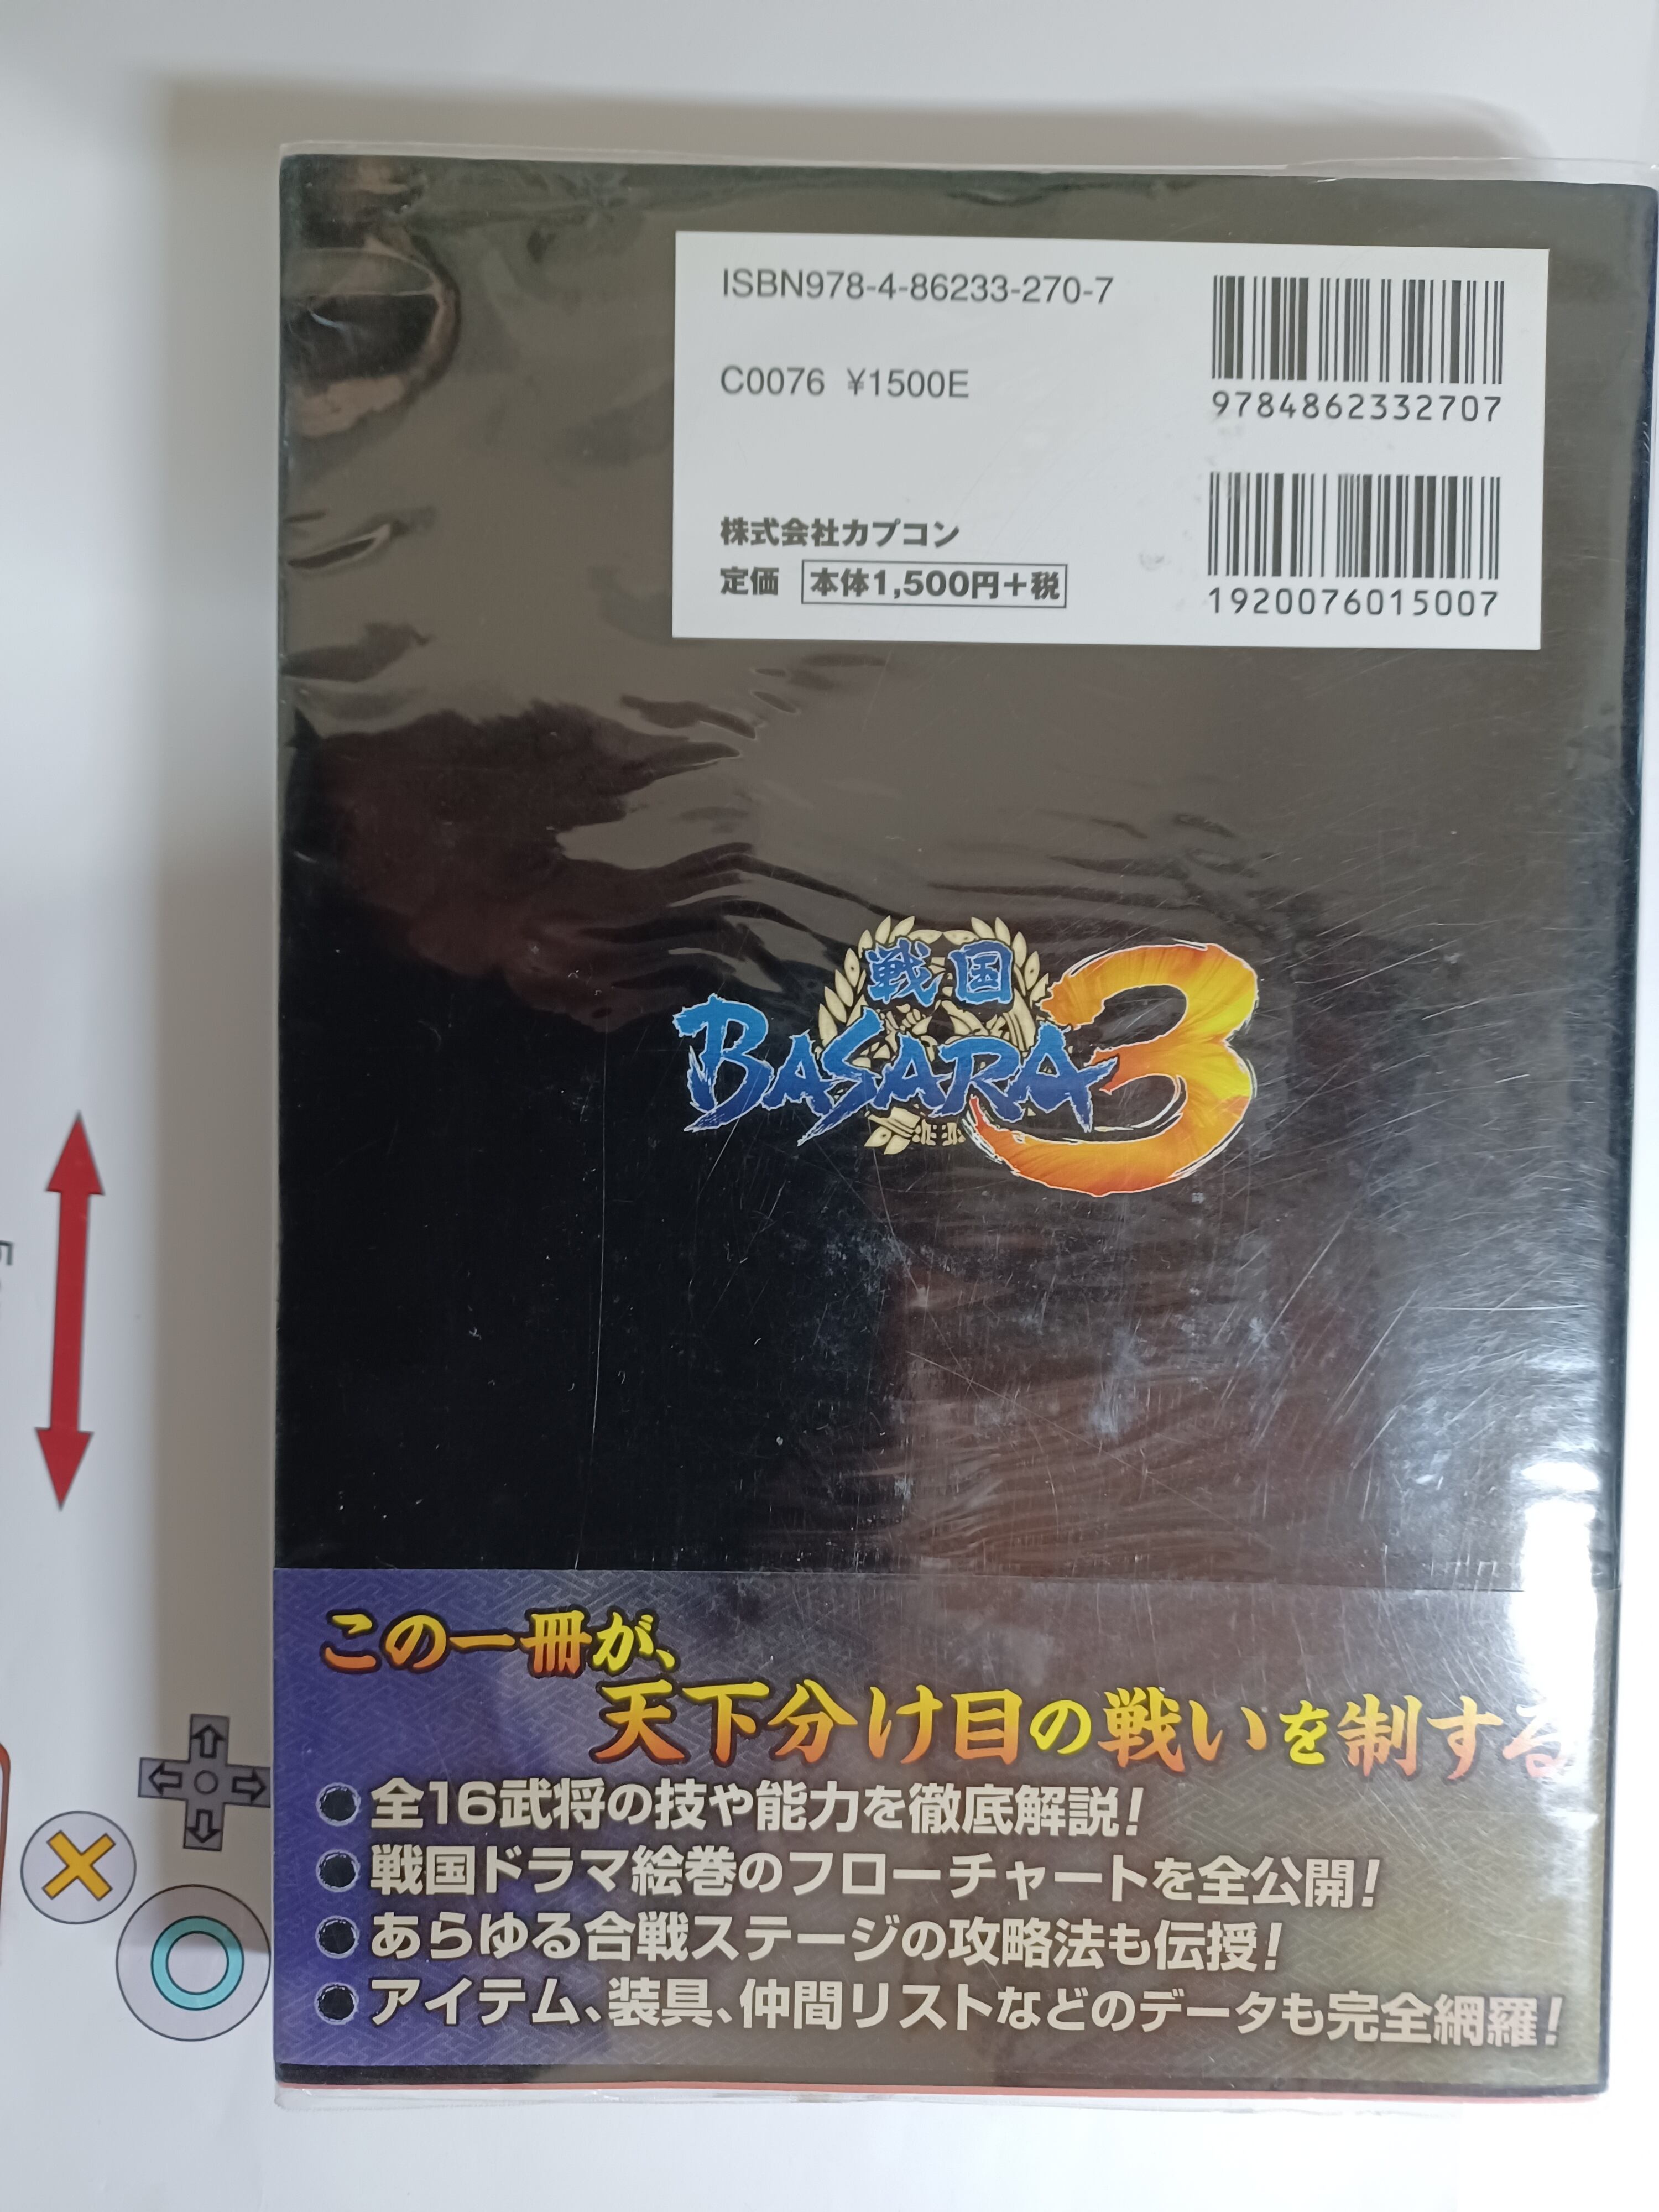 ISBN978-4-86233-270-7
C0076 ¥1500E
9784862332707
株式会社カプコン
定価 本体1,500円+税
1920076015007
戦国
BASARA3
この一冊が、
天下分け目の戦いを制する
●全16武将の技や能力を徹底解説!
●戦国ドラマ絵巻のフローチャートを全公開!
●あらゆる合戦ステージの攻略法も伝授!
●アイテム、装具、仲間リストなどのデータも完全網羅!